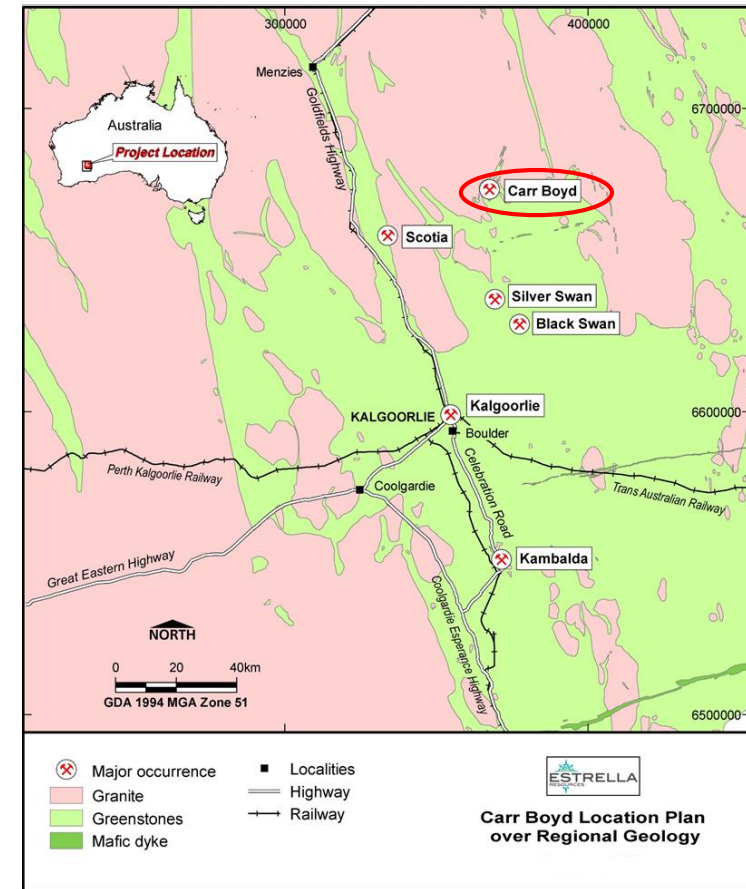 300000
400000
Menzies
Goldfields Highway
6700000
Australia
Project Location
Carr Boyd
Scotia
Silver Swan
Black Swan
KALGOORLIE
Kalgoorlie
6600000
Boulder
Perth Kalgoorlie Railway
Celebration Road
Coolgardie
Trans Australian Railway
Great Eastern Highway
Kambalda
Coolgardie Esperance Highway
NORTH
0 20 40km
GDA 1994 MGA Zone 51
6500000
Major occurrence
Granite
Greenstones
Mafic dyke
Localities
Highway
Railway
ESTRELLA
RESOURCES
Carr Boyd Location Plan
over Regional Geology